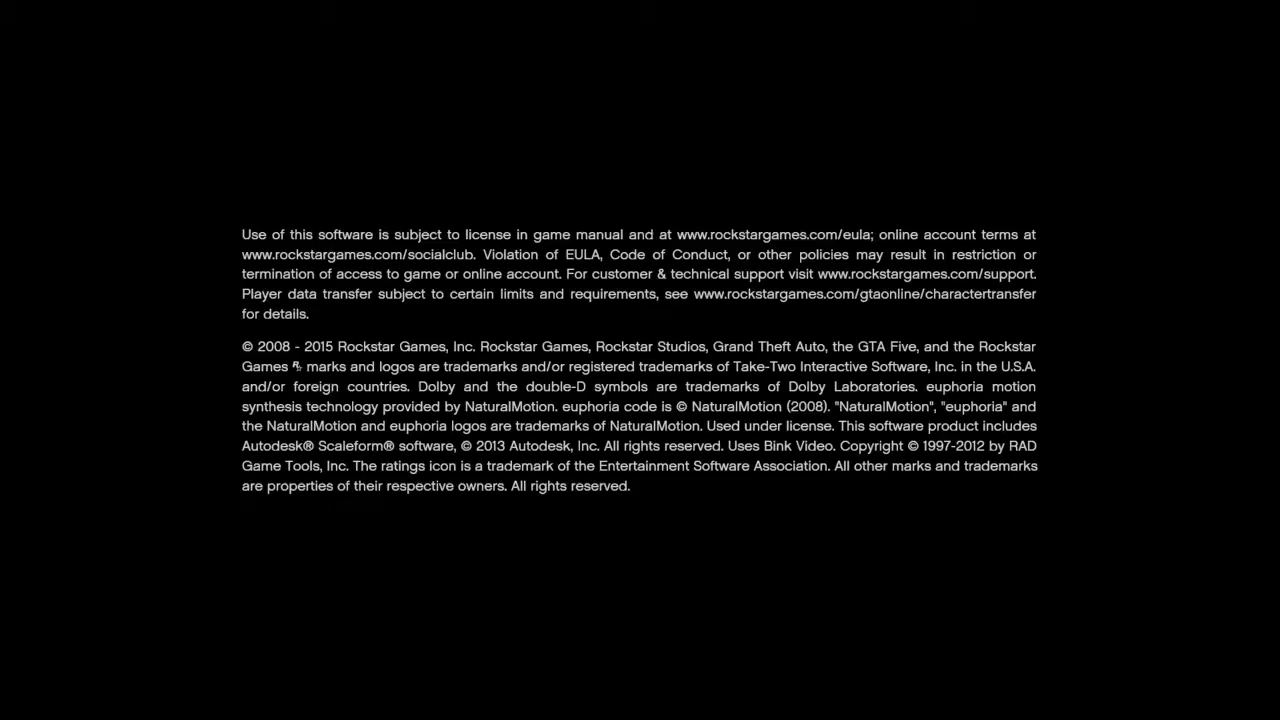 Use of this software is subject to license in game manual and at www.rockstargames.com/eula; online account terms at
www.rockstargames.com/socialclub. Violation of EULA, Code of Conduct, or other policies may result in restriction or
termination of access to game or online account. For customer & technical support visit www.rockstargames.com/support.
Player data transfer subject to certain limits and requirements, see www.rockstargames.com/gtaonline/charactertransfer
for details.
© 2008 - 2015 Rockstar Games, Inc. Rockstar Games, Rockstar Studios, Grand Theft Auto, the GTA Five, and the Rockstar
Games R* marks and logos are trademarks and/or registered trademarks of Take-Two Interactive Software, Inc. in the U.S.A.
and/or foreign countries. Dolby and the double-D symbols are trademarks of Dolby Laboratories. euphoria motion
synthesis technology provided by NaturalMotion. euphoria code is © NaturalMotion (2008). "NaturalMotion", "euphoria" and
the NaturalMotion and euphoria logos are trademarks of NaturalMotion. Used under license. This software product includes
Autodesk® Scaleform® software, © 2013 Autodesk, Inc. All rights reserved. Uses Bink Video. Copyright © 1997-2012 by RAD
Game Tools, Inc. The ratings icon is a trademark of the Entertainment Software Association. All other marks and trademarks
are properties of their respective owners. All rights reserved.